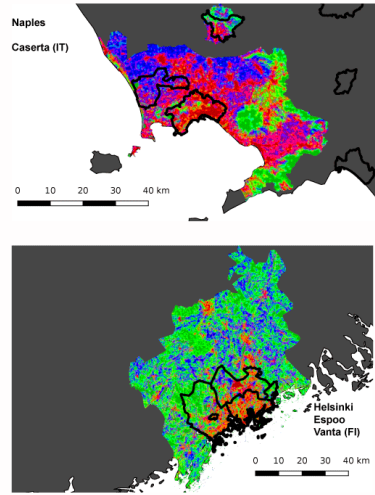 Naples
Caserta (IT)
0 10 20 30 40 km
Helsinki
Espoo
Vanta (FI)
0 10 20 30 40 km